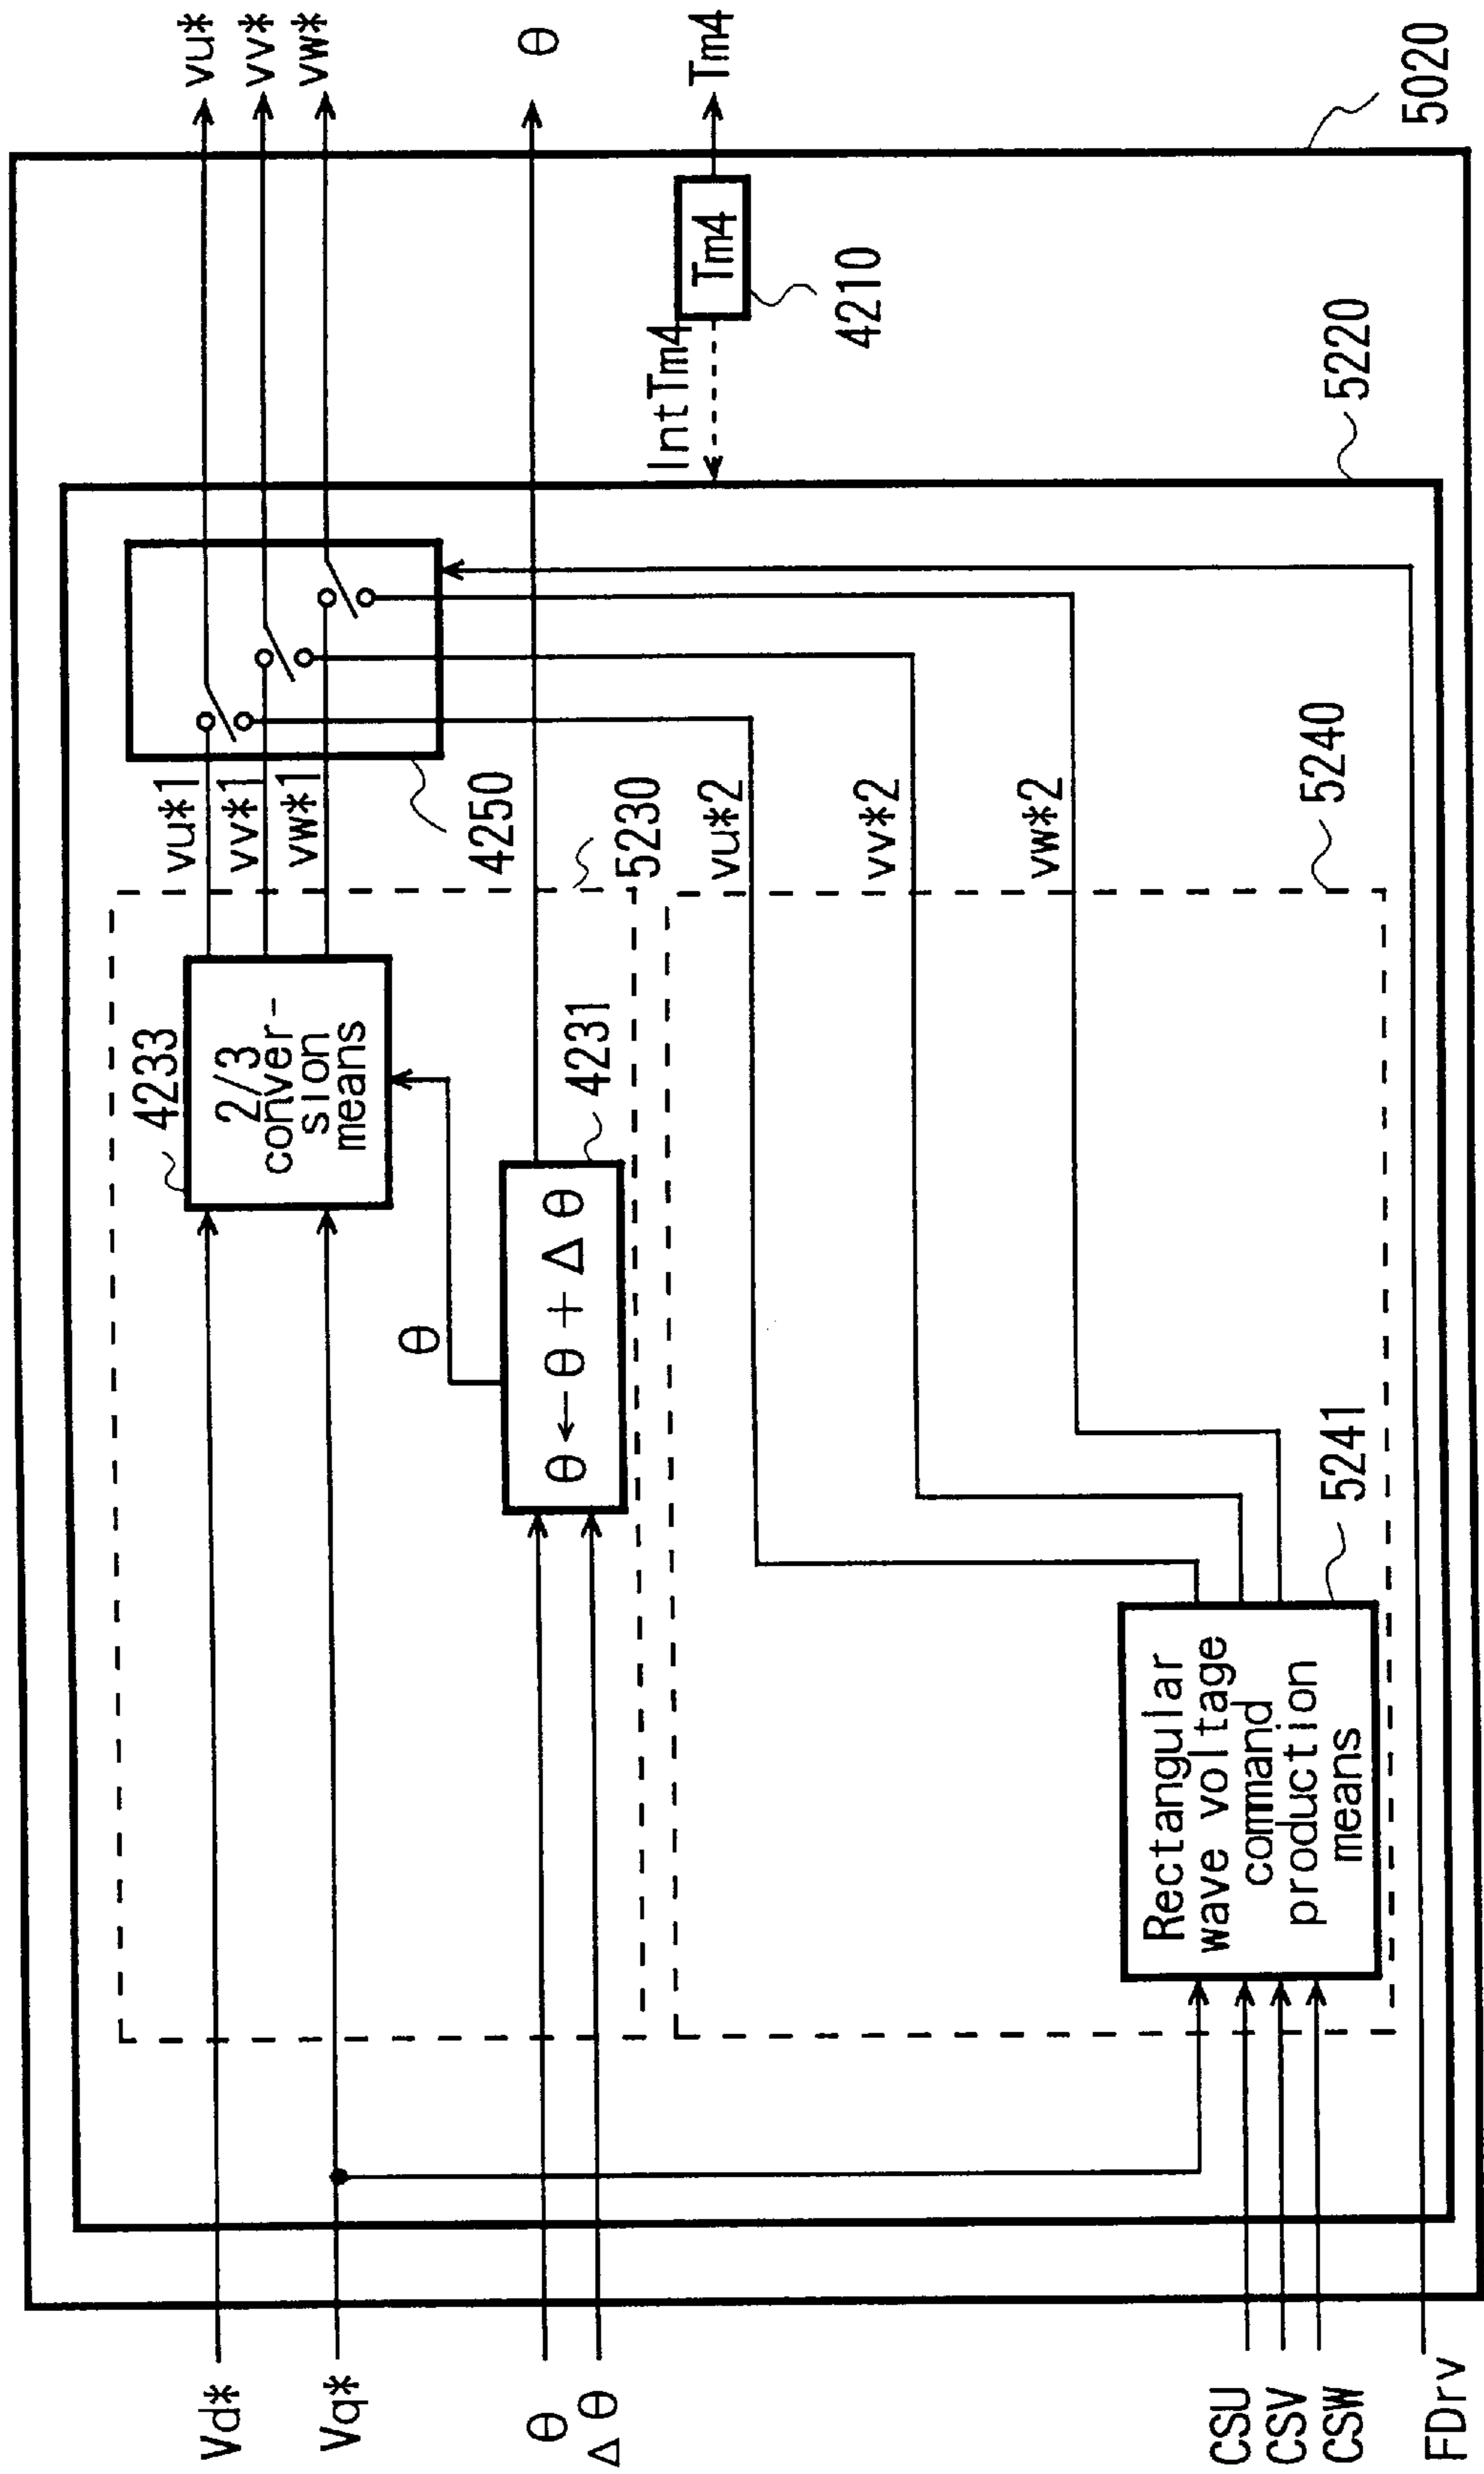 Vd*
Vq*
θ
Δθ
CSU
CSV
CSW
FDrv
4233
2/3
conver-
sion
means
θ
θ←θ+Δθ
4231
5230
vu*1
vv*1
vw*1
4250
vu*2
vv*2
vw*2
Rectangular
wave voltage
command
production
means
5241
5240
IntTm4
Tm4
4210
5220
5020
vu*
vv*
vw*
θ
Tm4